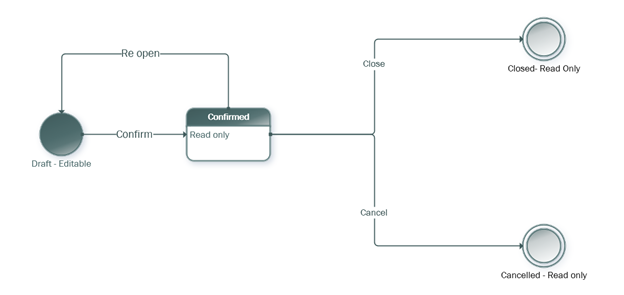 Re open
Close
Closed- Read Only
Confirmed
Confirm
Read only
Draft - Editable
Cancel
Cancelled - Read only